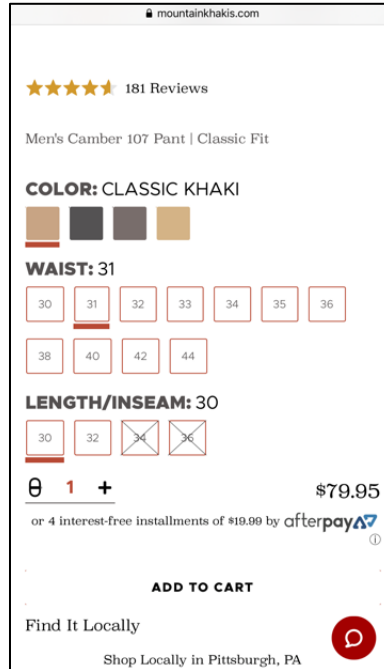 mountainkhakis.com
181 Reviews
Men's Camber 107 Pant | Classic Fit
COLOR: CLASSIC KHAKI
WAIST: 31
30 31 32 33 34 35 36
38 40 42 44
LENGTH/INSEAM: 30
30 32 34 36
1 + $79.95
or 4 interest-free installments of $19.99 by afterpay
ADD TO CART
Find It Locally
Shop Locally in Pittsburgh, PA